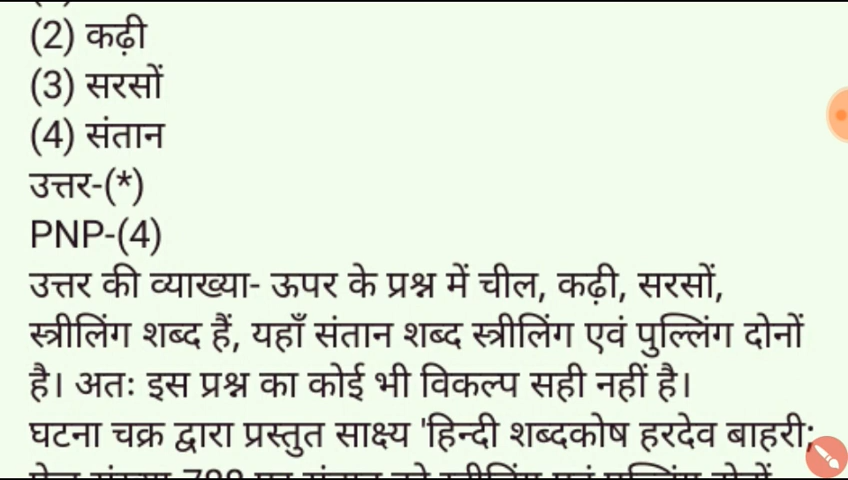 (2) कढ़ी
(3) सरसों
(4) संतान
उत्तर-(*)
PNP-(4)
उत्तर की व्याख्या- ऊपर के प्रश्न में चील, कढ़ी, सरसों,
स्त्रीलिंग शब्द हैं, यहाँ संतान शब्द स्त्रीलिंग एवं पुल्लिंग दोनों
है। अतः इस प्रश्न का कोई भी विकल्प सही नहीं है।
घटना चक्र द्वारा प्रस्तुत साक्ष्य 'हिन्दी शब्दकोष हरदेव बाहरी;